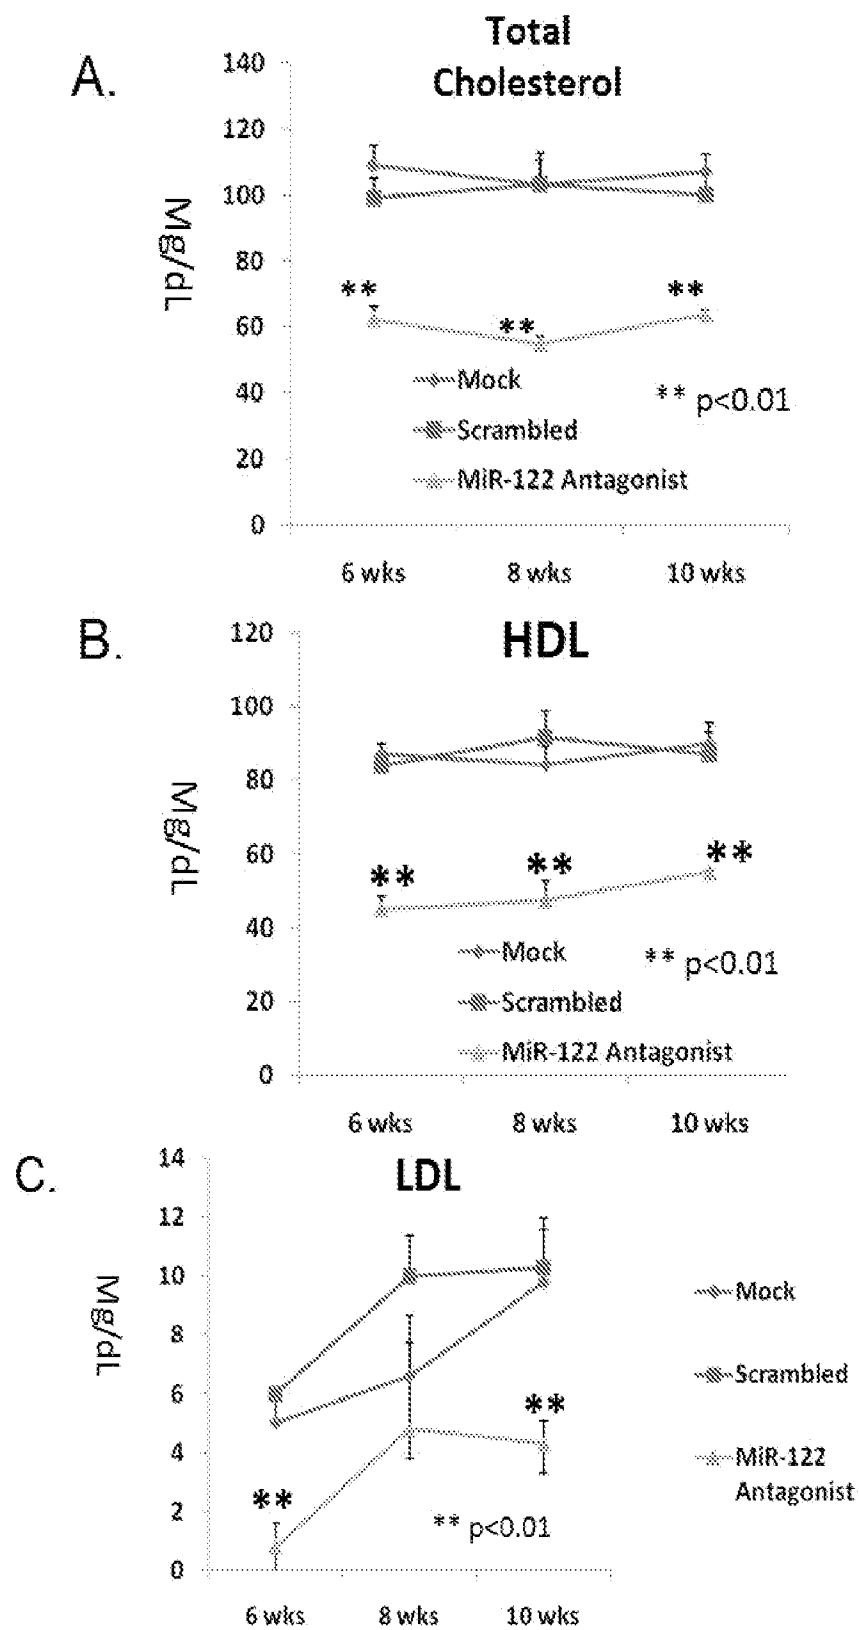 A.
Total
Cholesterol
Mg/dL
140
120
100
80
60
40
20
0
**
**
**
Mock
Scrambled
MiR-122 Antagonist
** p<0.01
6 wks
8 wks
10 wks
B.
HDL
Mg/dL
120
100
80
60
40
20
0
**
**
**
Mock
Scrambled
MiR-122 Antagonist
** p<0.01
6 wks
8 wks
10 wks
C.
LDL
Mg/dL
14
12
10
8
6
4
2
0
**
**
** p<0.01
Mock
Scrambled
MiR-122
Antagonist
6 wks
8 wks
10 wks